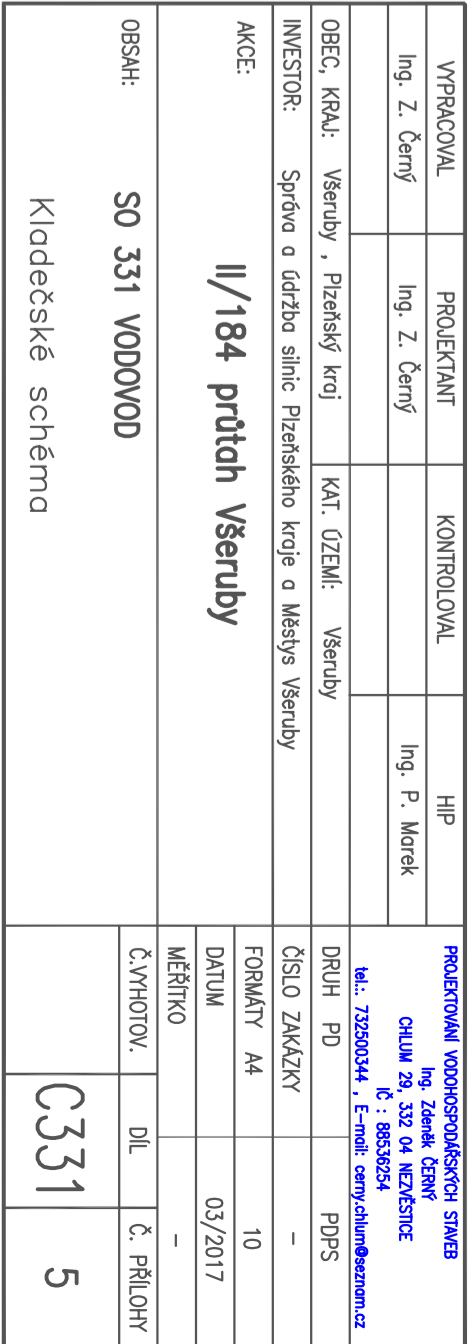 VYPRACOVAL PROJEKTANT KONTROLOVAL HIP
Ing. Z. Černý Ing. Z. Černý Ing. P. Marek
PROJEKTOVÁNÍ VODOHOSPODÁŘSKÝCH STAVEB
Ing. Zdeněk ČERNÝ
CHLUM 29, 332 04 NEZVĚSTICE
IČ : 88536254
tel.: 732500344 , E-mail: cerny.chlum@seznam.cz
OBEC, KRAJ: Všeruby , Plzeňský kraj KAT. ÚZEMÍ: Všeruby
INVESTOR: Správa a údržba silnic Plzeňského kraje a Městys Všeruby
AKCE:
II/184 průtah Všeruby
DRUH PD PDPS
ČÍSLO ZAKÁZKY -
FORMÁTY A4 10
DATUM 03/2017
MĚŘÍTKO -
OBSAH:
SO 331 VODOVOD
Kladečské schéma
Č.VYHOTOV. DÍL Č. PŘÍLOHY
C331 5